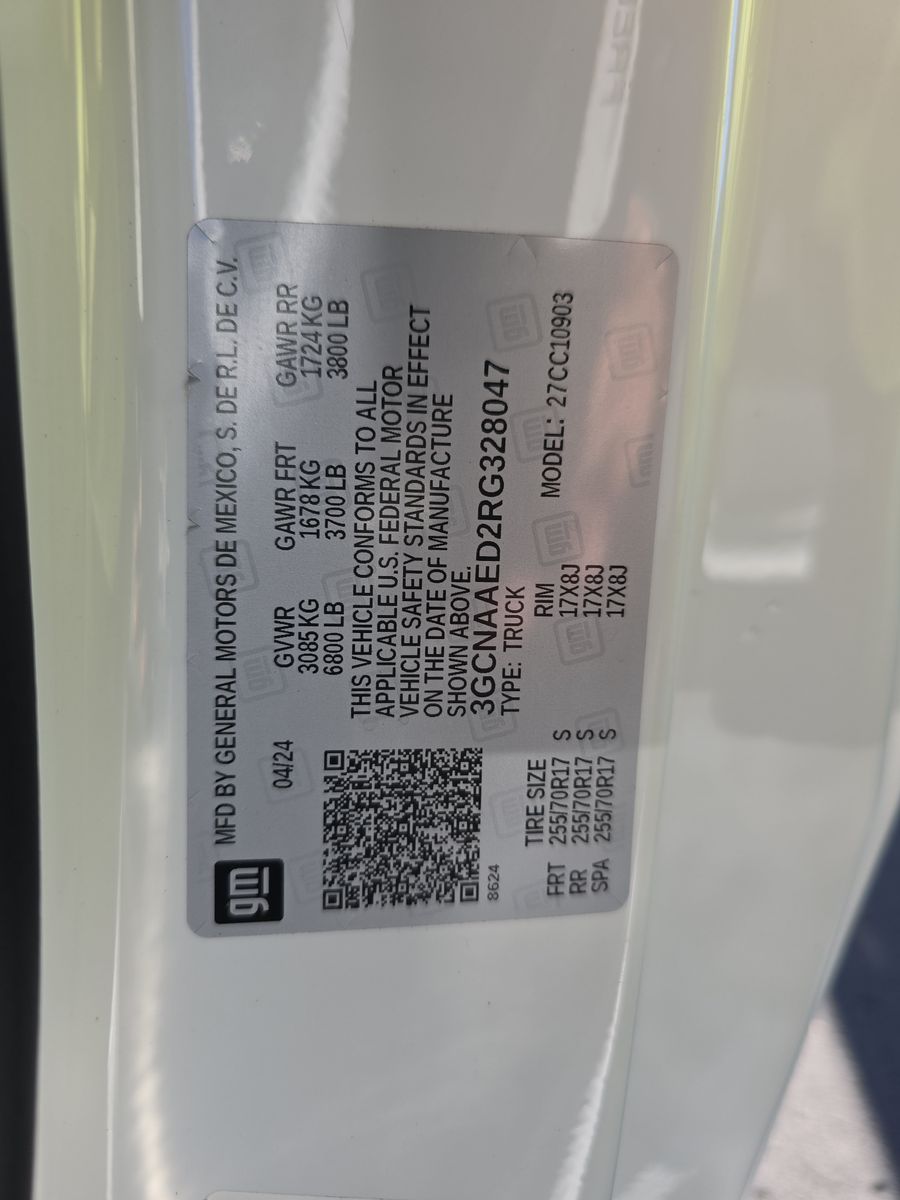 gm
MFD BY GENERAL MOTORS DE MEXICO, S. DE R.L. DE C.V.
04/24 GVWR GAWR FRT GAWR RR
3085 KG 1678 KG 1724 KG
6800 LB 3700 LB 3800 LB
THIS VEHICLE CONFORMS TO ALL
APPLICABLE U.S. FEDERAL MOTOR
VEHICLE SAFETY STANDARDS IN EFFECT
ON THE DATE OF MANUFACTURE
SHOWN ABOVE.
3GCNAAED2RG328047
8624 TYPE: TRUCK
TIRE SIZE RIM MODEL: 27CC10903
FRT 255/70R17 S 17X8J
RR 255/70R17 S 17X8J
SPA 255/70R17 S 17X8J